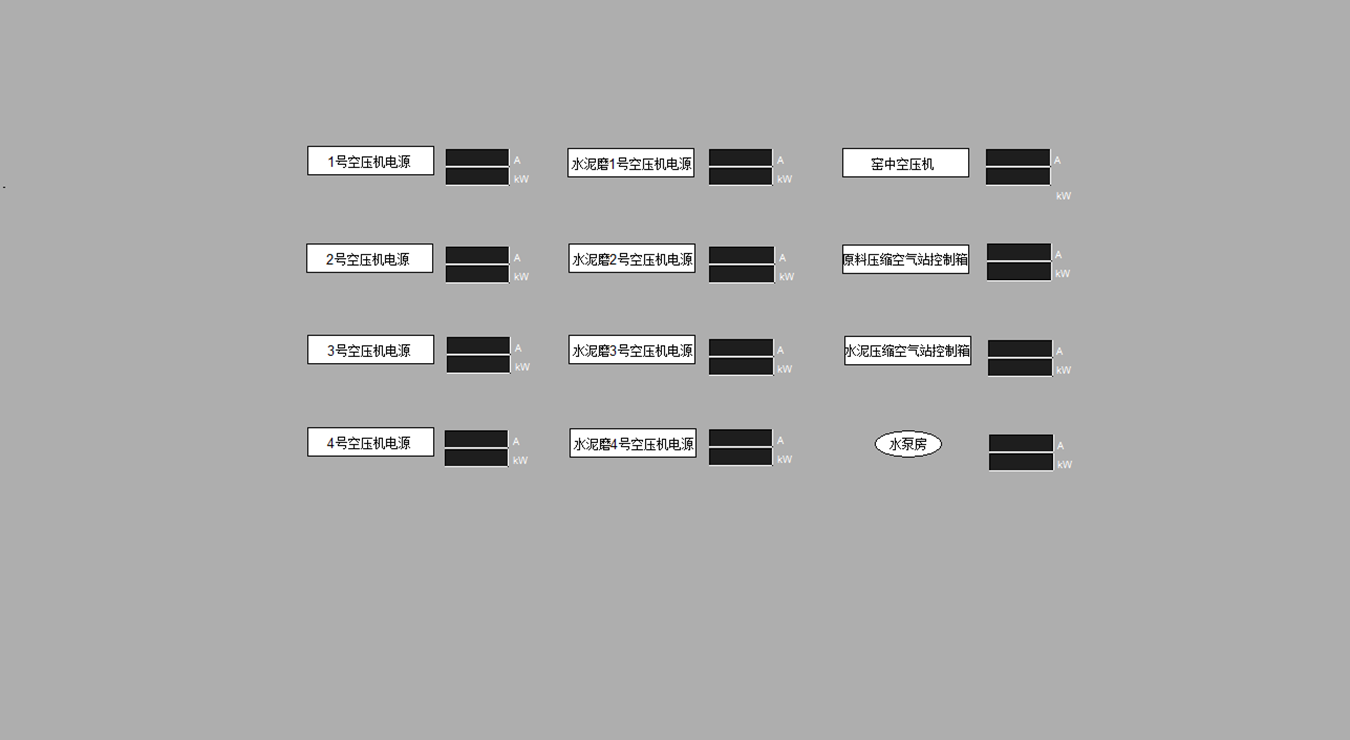 1号空压机电源 A
kW
水泥磨1号空压机电源 A
kW
窑中空压机 A
kW
2号空压机电源 A
kW
水泥磨2号空压机电源 A
kW
原料压缩空气站控制箱 A
kW
3号空压机电源 A
kW
水泥磨3号空压机电源 A
kW
水泥压缩空气站控制箱 A
kW
4号空压机电源 A
kW
水泥磨4号空压机电源 A
kW
水泵房 A
kW